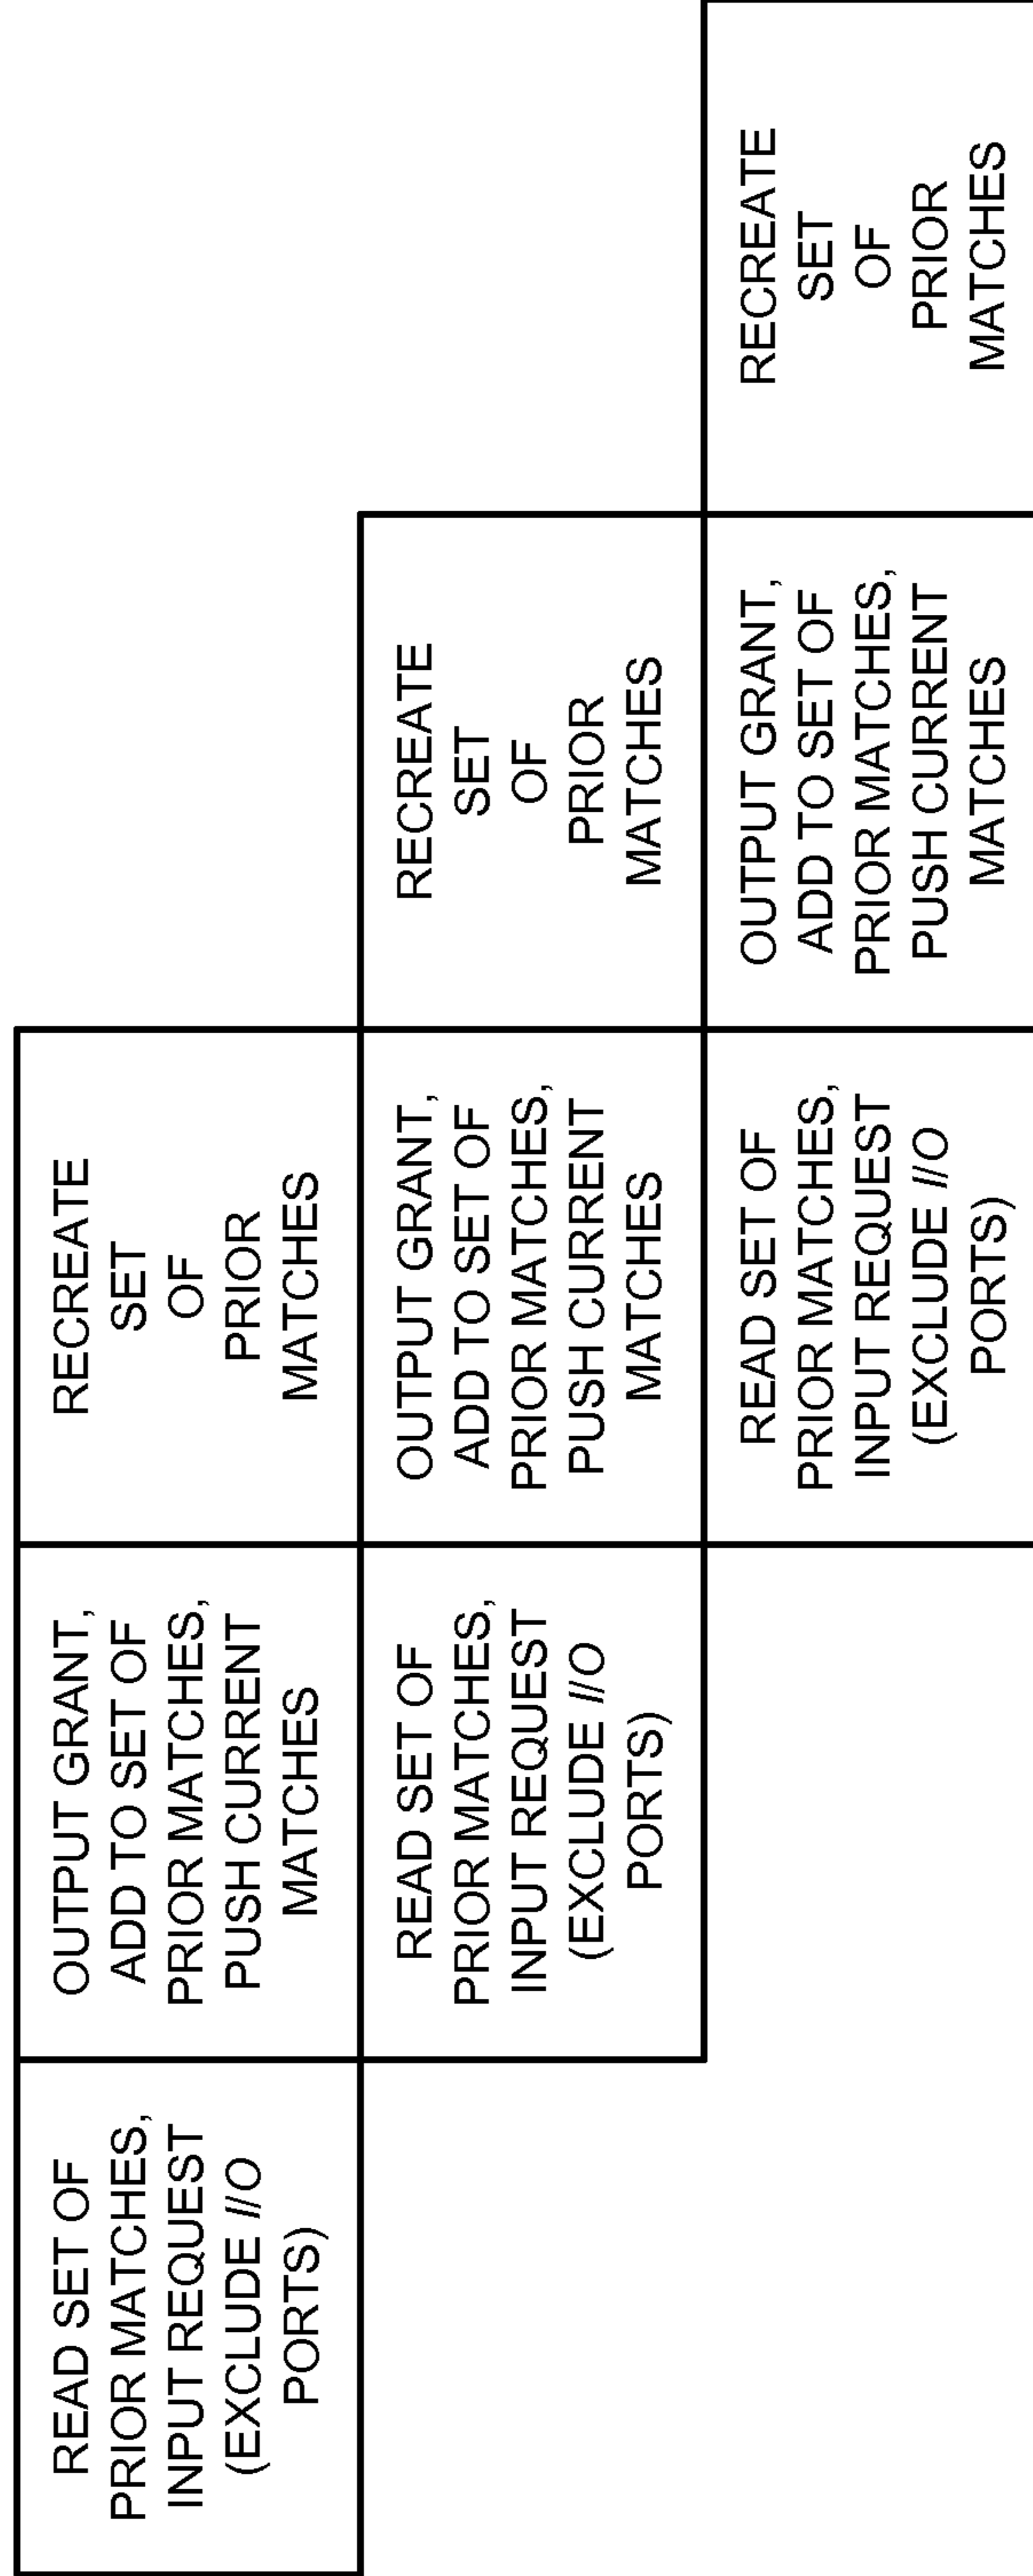 READ SET OF
PRIOR MATCHES,
INPUT REQUEST
(EXCLUDE I/O
PORTS)
OUTPUT GRANT,
ADD TO SET OF
PRIOR MATCHES,
PUSH CURRENT
MATCHES
RECREATE
SET
OF
PRIOR
MATCHES
READ SET OF
PRIOR MATCHES,
INPUT REQUEST
(EXCLUDE I/O
PORTS)
OUTPUT GRANT,
ADD TO SET OF
PRIOR MATCHES,
PUSH CURRENT
MATCHES
RECREATE
SET
OF
PRIOR
MATCHES
READ SET OF
PRIOR MATCHES,
INPUT REQUEST
(EXCLUDE I/O
PORTS)
OUTPUT GRANT,
ADD TO SET OF
PRIOR MATCHES,
PUSH CURRENT
MATCHES
RECREATE
SET
OF
PRIOR
MATCHES